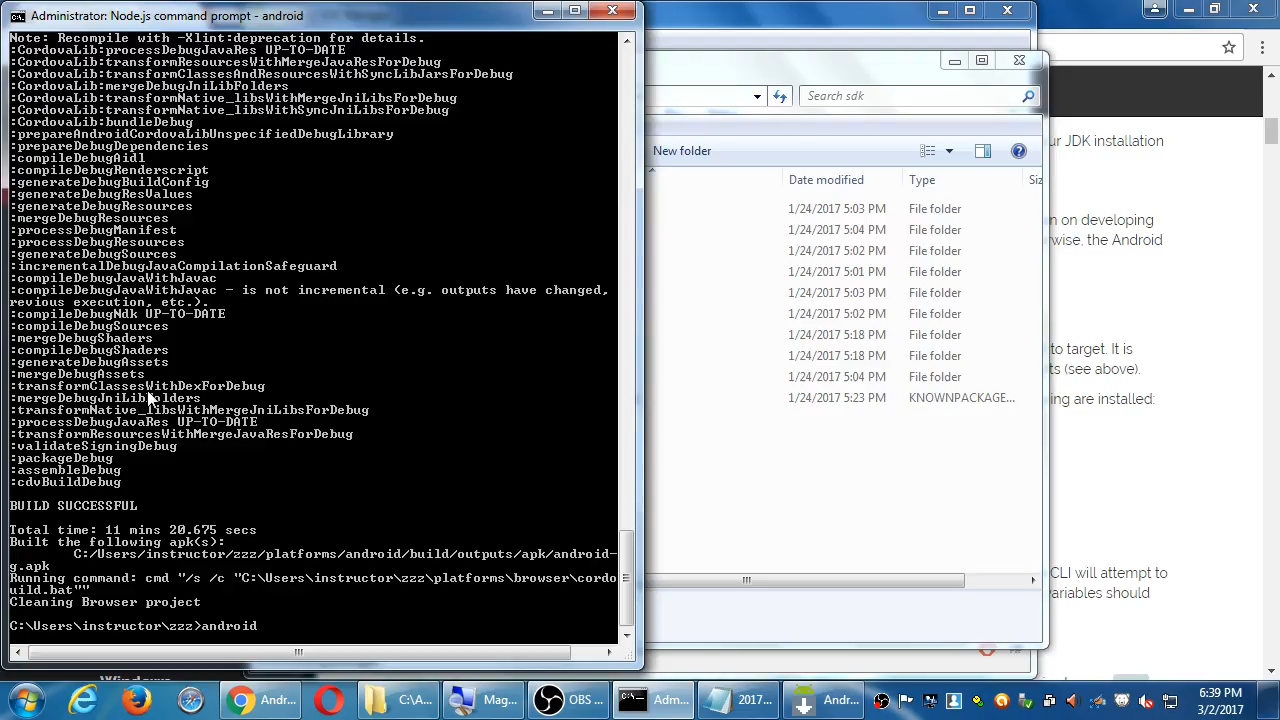 Administrator: Node.js command prompt - android
Note: Recompile with -Xlint:deprecation for details.
:CordovaLib:processDebugJavaRes UP-TO-DATE
:CordovaLib:transformResourcesWithMergeJavaResForDebug
:CordovaLib:transformClassesAndResourcesWithSyncLibJarsForDebug
:CordovaLib:mergeDebugJniLibFolders
:CordovaLib:transformNative_libsWithMergeJniLibsForDebug
:CordovaLib:transformNative_libsWithSyncJniLibsForDebug
:CordovaLib:bundleDebug
:prepareAndroidCordovaLibUnspecifiedDebugLibrary
:prepareDebugDependencies
:compileDebugAidl
:compileDebugRenderscript
:generateDebugBuildConfig
:generateDebugResValues
:generateDebugResources
:mergeDebugResources
:processDebugManifest
:processDebugResources
:generateDebugSources
:incrementalDebugJavaCompilationSafeguard
:compileDebugJavaWithJavac
:compileDebugJavaWithJavac - is not incremental (e.g. outputs have changed,
revious execution, etc.).
:compileDebugNdk UP-TO-DATE
:compileDebugSources
:mergeDebugShaders
:compileDebugShaders
:generateDebugAssets
:mergeDebugAssets
:transformClassesWithDexForDebug
:mergeDebugJniLibFolders
:transformNative_libsWithMergeJniLibsForDebug
:processDebugJavaRes UP-TO-DATE
:transformResourcesWithMergeJavaResForDebug
:validateSigningDebug
:packageDebug
:assembleDebug
:cdvBuildDebug
BUILD SUCCESSFUL
Total time: 11 mins 20.675 secs
Built the following apk(s):
C:/Users/instructor/zzz/platforms/android/build/outputs/apk/android-
g.apk
Running command: cmd "/s /c "C:\Users\instructor\zzz\platforms\browser\cordo
uild.bat""
Cleaning Browser project
C:\Users\instructor\zzz>android
Search sdk
New folder
Date modified Type Siz
1/24/2017 5:03 PM File folder
1/24/2017 5:04 PM File folder
1/24/2017 5:02 PM File folder
1/24/2017 5:01 PM File folder
1/24/2017 5:03 PM File folder
1/24/2017 5:02 PM File folder
1/24/2017 5:18 PM File folder
1/24/2017 5:18 PM File folder
1/24/2017 5:04 PM File folder
1/24/2017 5:23 PM KNOWNPACKAGE...
ur JDK installation
n on developing
rwise, the Android
to target. It is
ts (see above).
ing are installed:
CLI will attempt to
variables should
Andr... C:\A... Mag... OBS ... Adm... 2017... Andr...
6:39 PM
3/2/2017